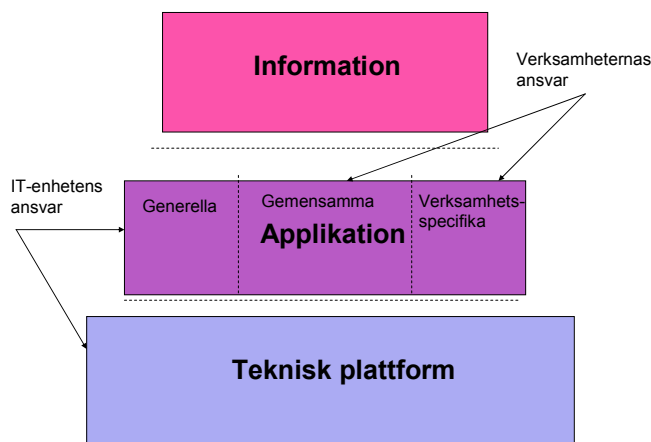 Information
Verksamheternas
ansvar
IT-enhetens
ansvar
Generella
Gemensamma
Verksamhets-
specifika
Applikation
Teknisk plattform